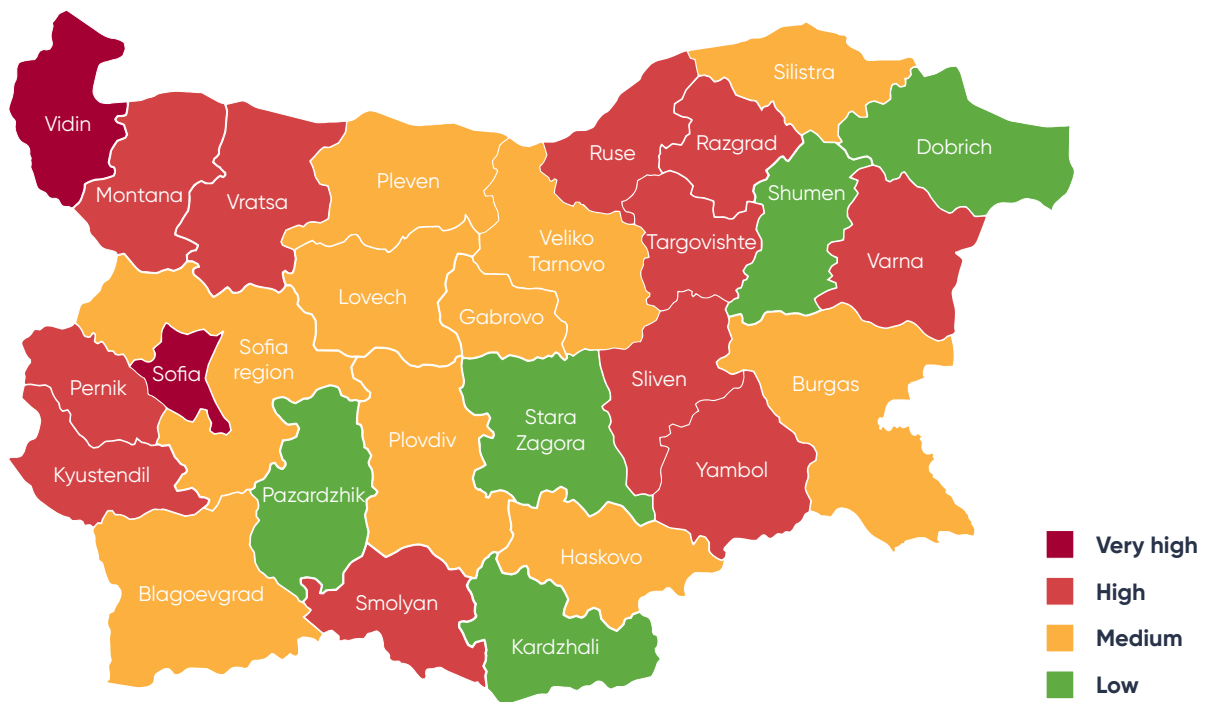 Silistra
Vidin
Dobrich
Razgrad
Ruse
Pleven
Montana
Shumen
Vratsa
Veliko
Tarnovo
Targovishte
Varna
Lovech
Gabrovo
Sofia
region
Sofia
Pernik
Sliven
Burgas
Stara
Zagora
Plovdiv
Kyustendil
Yambol
Pazardzhik
Haskovo
Blagoevgrad
Smolyan
Kardzhali
Very high
High
Medium
Low